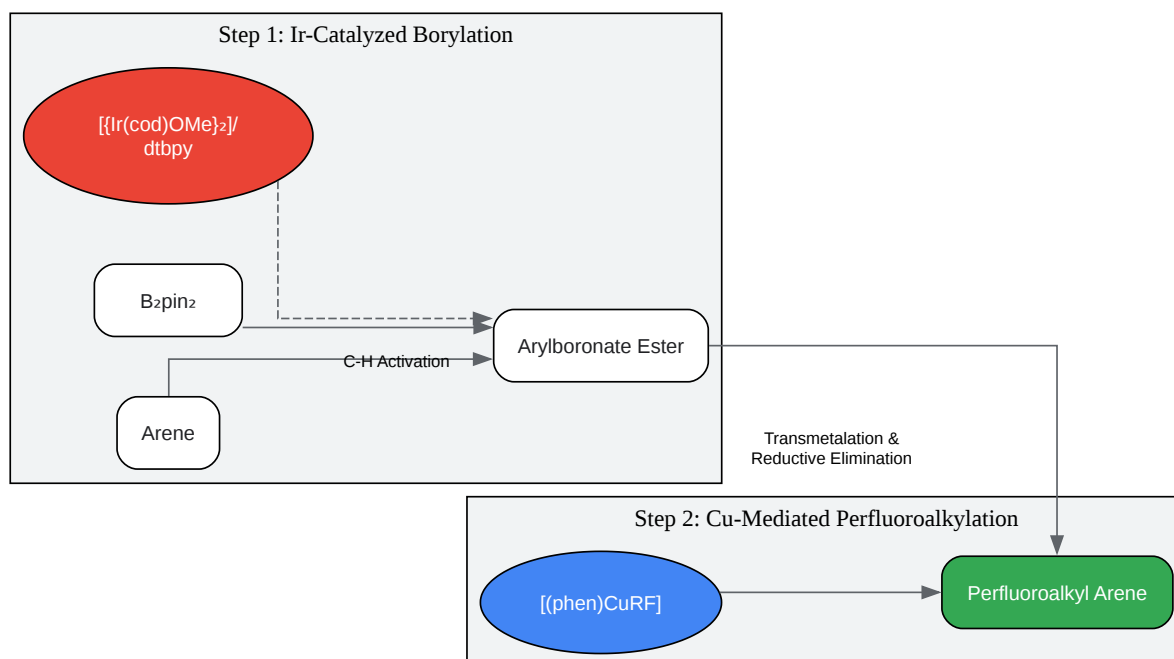 Step 1: Ir-Catalyzed Borylation
[{Ir(cod)OMe}₂]/
dtbpy
B₂pin₂
Arylboronate Ester
C-H Activation
Arene
Transmetalation &
Reductive Elimination
Step 2: Cu-Mediated Perfluoroalkylation
[(phen)CuRF]
Perfluoroalkyl Arene